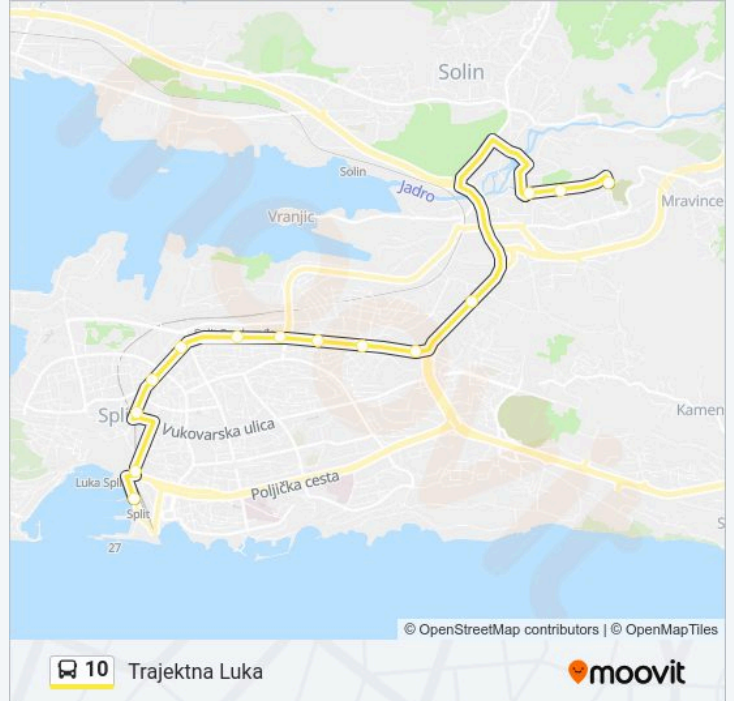 Solin
Solin
Jadro
Mravince
Vranjic
Split
Vukovarska ulica
Kamen
Luka Spli
Poljička cesta
Split
27
S
© OpenStreetMap contributors | © OpenMapTiles
10 Trajektna Luka
moovit